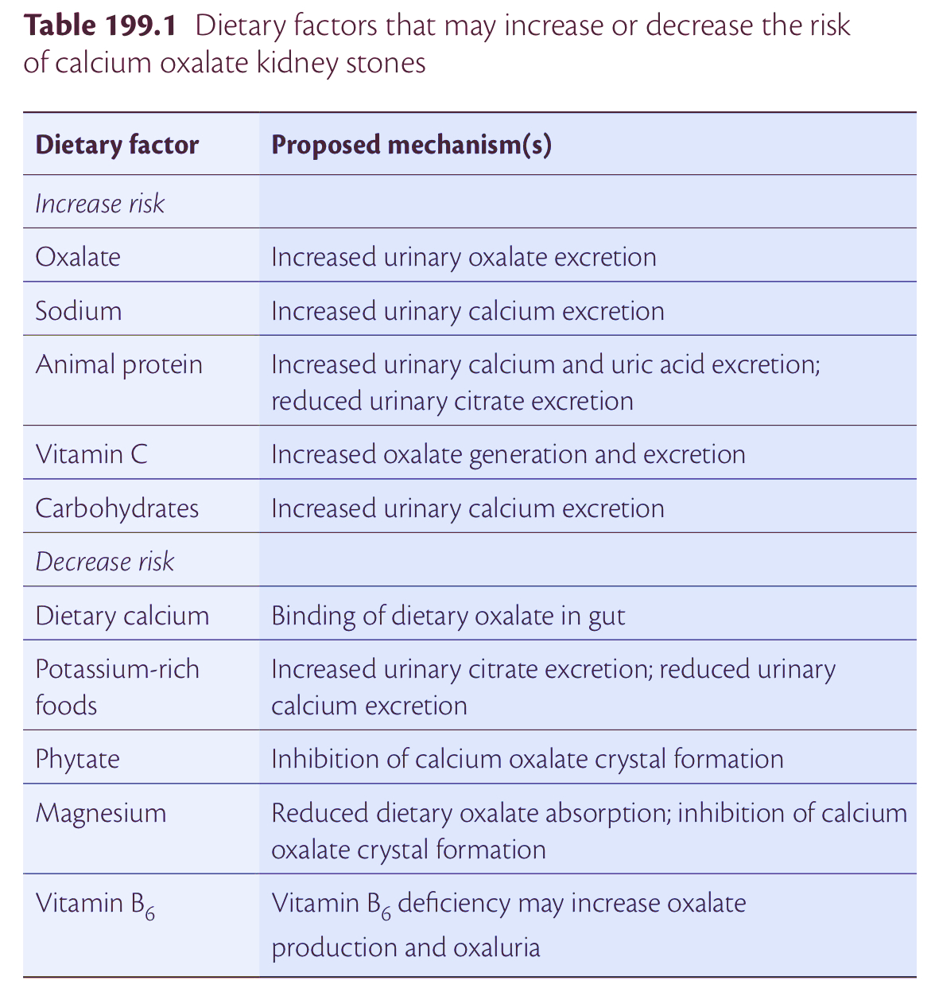 Table 199.1 Dietary factors that may increase or decrease the risk
of calcium oxalate kidney stones
Dietary factor Proposed mechanism(s)
Increase risk
Oxalate Increased urinary oxalate excretion
Sodium Increased urinary calcium excretion
Animal protein Increased urinary calcium and uric acid excretion;
reduced urinary citrate excretion
Vitamin C Increased oxalate generation and excretion
Carbohydrates Increased urinary calcium excretion
Decrease risk
Dietary calcium Binding of dietary oxalate in gut
Potassium-rich Increased urinary citrate excretion; reduced urinary
foods calcium excretion
Phytate Inhibition of calcium oxalate crystal formation
Magnesium Reduced dietary oxalate absorption; inhibition of calcium
oxalate crystal formation
Vitamin B6 Vitamin B6 deficiency may increase oxalate
production and oxaluria